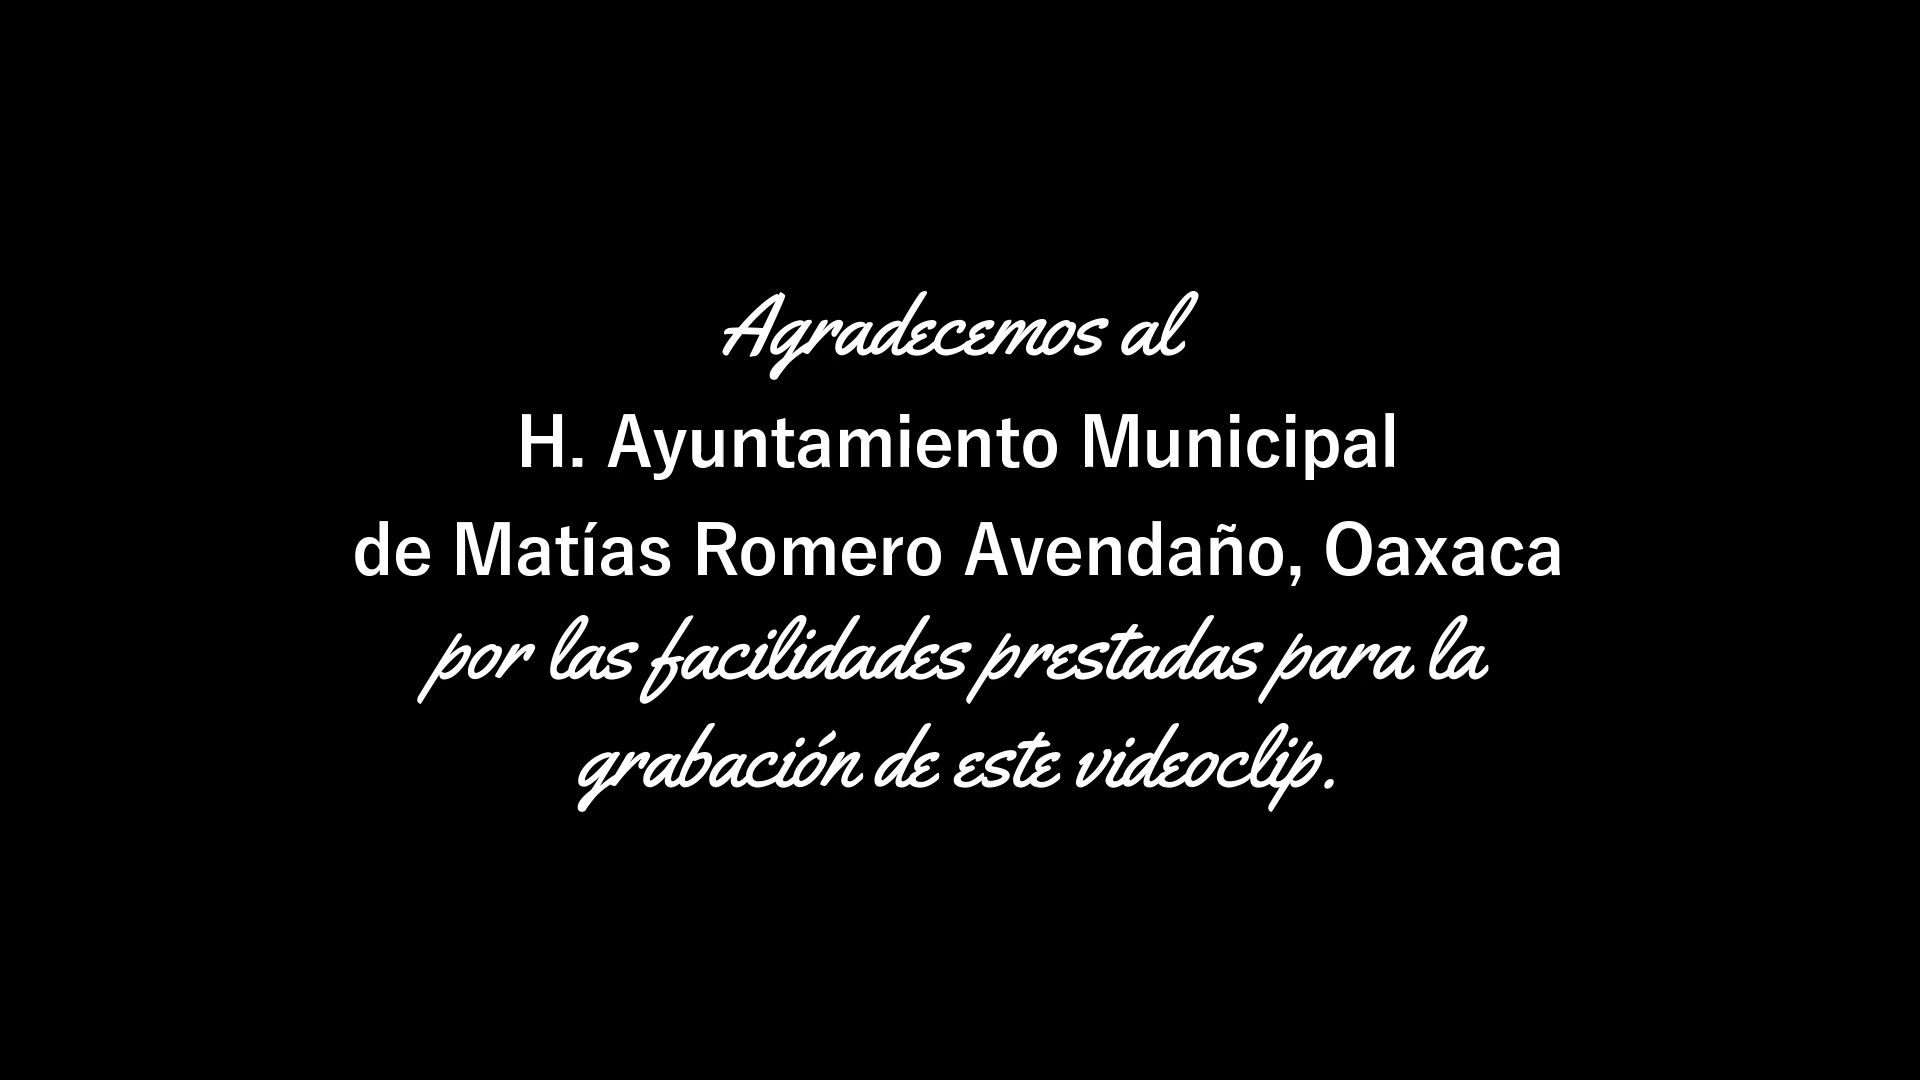 Agradecemos al
H. Ayuntamiento Municipal
de Matías Romero Avendaño, Oaxaca
por las facilidades prestadas para la
grabación de este videoclip.